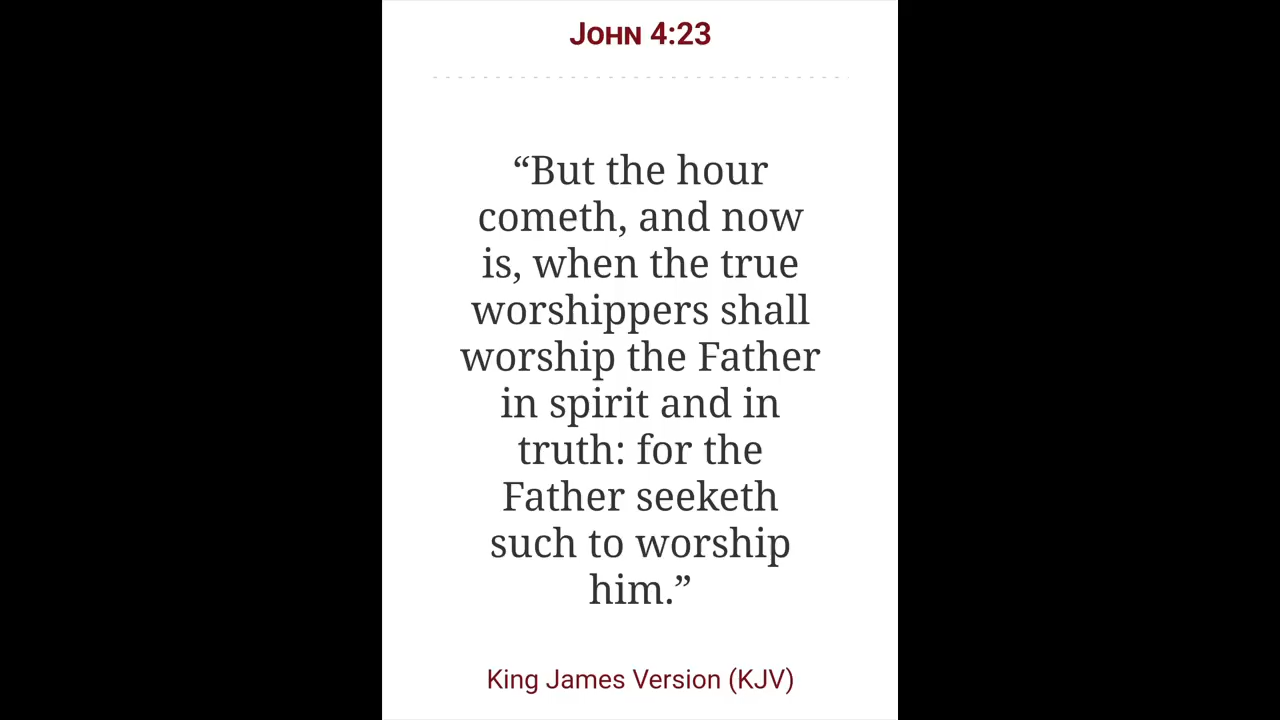 John 4:23
“But the hour
cometh, and now
is, when the true
worshippers shall
worship the Father
in spirit and in
truth: for the
Father seeketh
such to worship
him.”
King James Version (KJV)